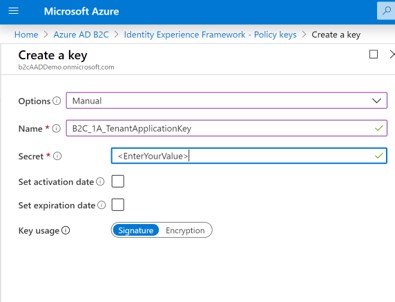 Microsoft Azure
Home > Azure AD B2C > Identity Experience Framework - Policy keys > Create a key
Create a key
b2cAADDemo.onmicrosoft.com
Options Manual
Name * B2C_1A_TenantApplicationKey
Secret * <EnterYourValue>
Set activation date
Set expiration date
Key usage Signature Encryption